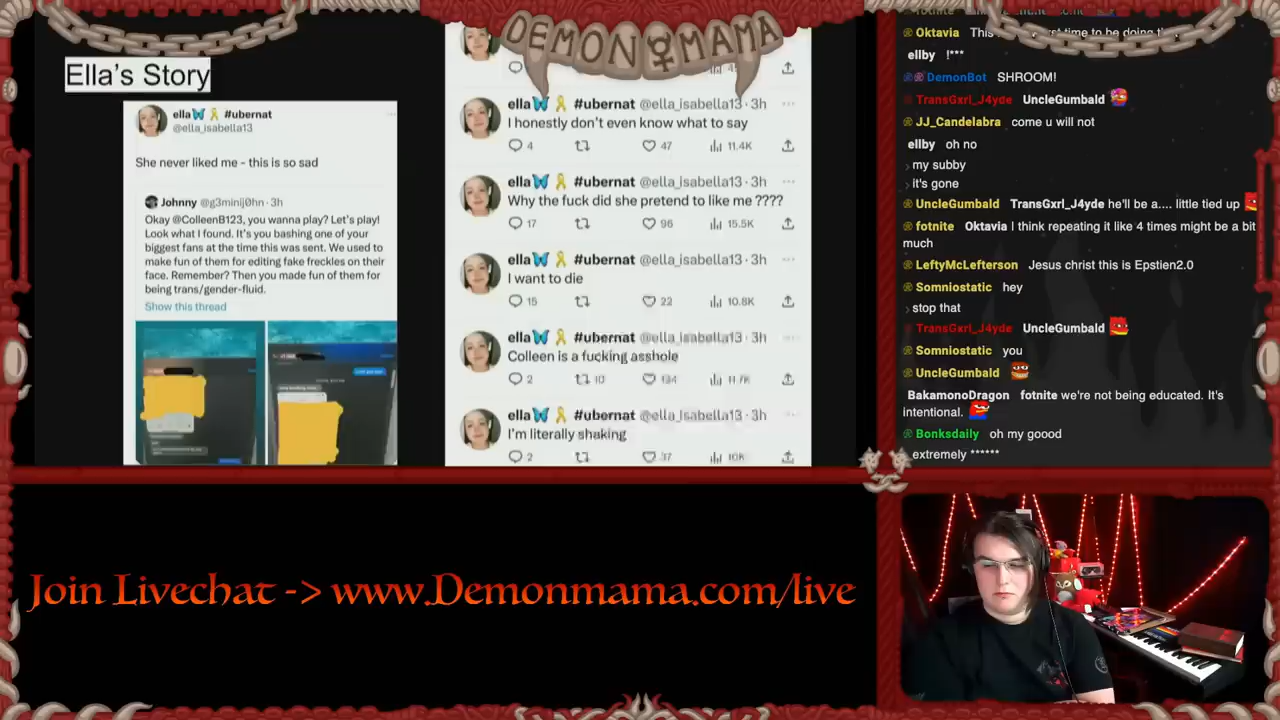 DEMON MAMA
Ella's Story
ella #ubernat
@ella_isabella13
She never liked me - this is so sad
Johnny @g3minij0hn · 3h
Okay @ColleenB123, you wanna play? Let's play!
Look what I found. It's you bashing one of your
biggest fans at the time this was sent. We used to
make fun of them for editing fake freckles on their
face. Remember? Then you made fun of them for
being trans/gender-fluid.
Show this thread
ella #ubernat @ella_isabella13 · 3h
I honestly don't even know what to say
4 47 11.4K
ella #ubernat @ella_isabella13 · 3h
Why the fuck did she pretend to like me ????
17 96 15.5K
ella #ubernat @ella_isabella13 · 3h
I want to die
15 22 10.8K
ella #ubernat @ella_isabella13 · 3h
Colleen is a fucking asshole
2 10 134 11.7K
ella #ubernat @ella_isabella13 · 3h
I'm literally shaking
2 37 10K
Oktavia This time to be doing
ellby !***
DemonBot SHROOM!
TransGxrl_J4yde UncleGumbald
JJ_Candelabra come u will not
ellby oh no
my subby
it's gone
UncleGumbald TransGxrl_J4yde he'll be a.... little tied up
fotnite Oktavia I think repeating it like 4 times might be a bit
much
LeftyMcLefterson Jesus christ this is Epstien2.0
Somniostatic hey
stop that
TransGxrl_J4yde UncleGumbald
Somniostatic you
UncleGumbald
BakamonoDragon fotnite we're not being educated. It's
intentional.
Bonksdaily oh my goood
extremely ******
Join Livechat -> www.Demonmama.com/live